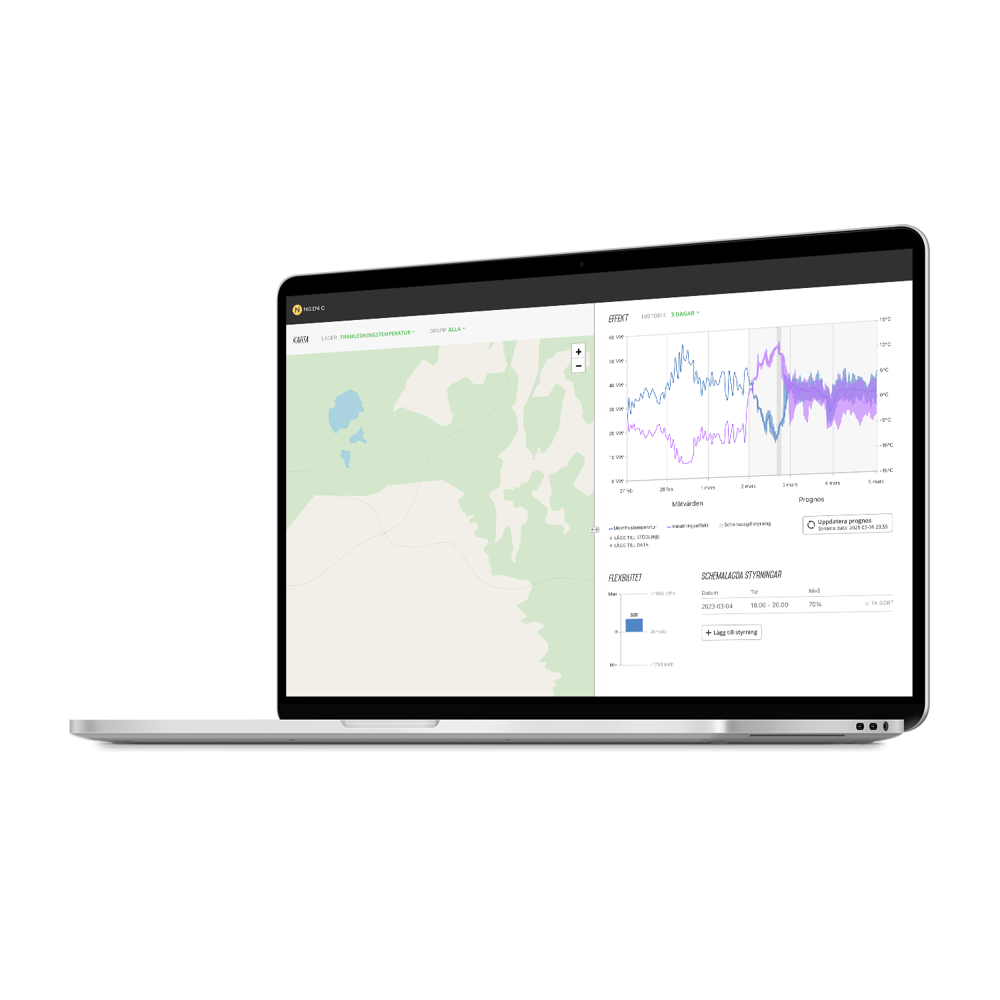 NGENIC
KARTA LAGER FRAMLEDNINGSTEMPERATUR GRUPP ALLA
+
−
EFFEKT HISTORIK 3 DAGAR
60 MW
50 MW
40 MW
30 MW
20 MW
10 MW
0 MW
15°C
10°C
5°C
0°C
-5°C
-10°C
-15°C
27 feb. 28 feb. 1 mars 2 mars 3 mars 4 mars 5 mars
Mätvärden Prognos
Utomhustemperatur Inmatningseffekt Schemalagd styrning
+ LÄGG TILL STÖDLINJE
+ LÄGG TILL DATA
Uppdatera prognos
Senaste data: 2021-03-01 23.59
FLEXBILITET
Max +1998 kWh
320
0 Jämvikt
Min -1793 kWh
SCHEMALAGDA STYRNINGAR
Datum Tid Nivå
2023-03-04 18.00 – 20.00 70% × TA BORT
+ Lägg till styrning